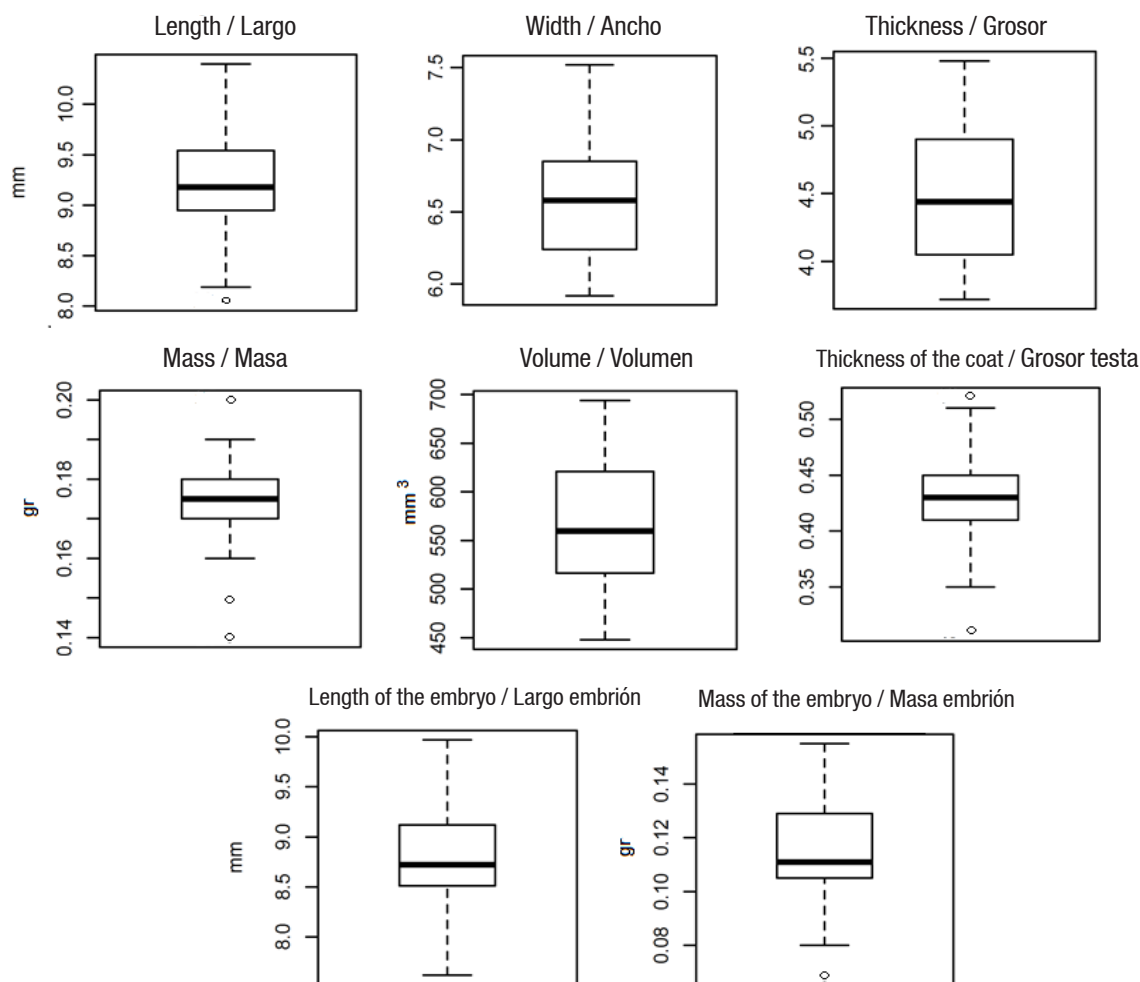 Length / Largo
Width / Ancho
Thickness / Grosor
mm
10.0
9.5
9.0
8.5
8.0
7.5
7.0
6.5
6.0
5.5
5.0
4.5
4.0
Mass / Masa
Volume / Volumen
Thickness of the coat / Grosor testa
gr
0.20
0.18
0.16
0.14
mm 3
700
650
600
550
500
450
0.50
0.45
0.40
0.35
Length of the embryo / Largo embrión
Mass of the embryo / Masa embrión
mm
10.0
9.5
9.0
8.5
8.0
gr
0.14
0.12
0.10
0.08